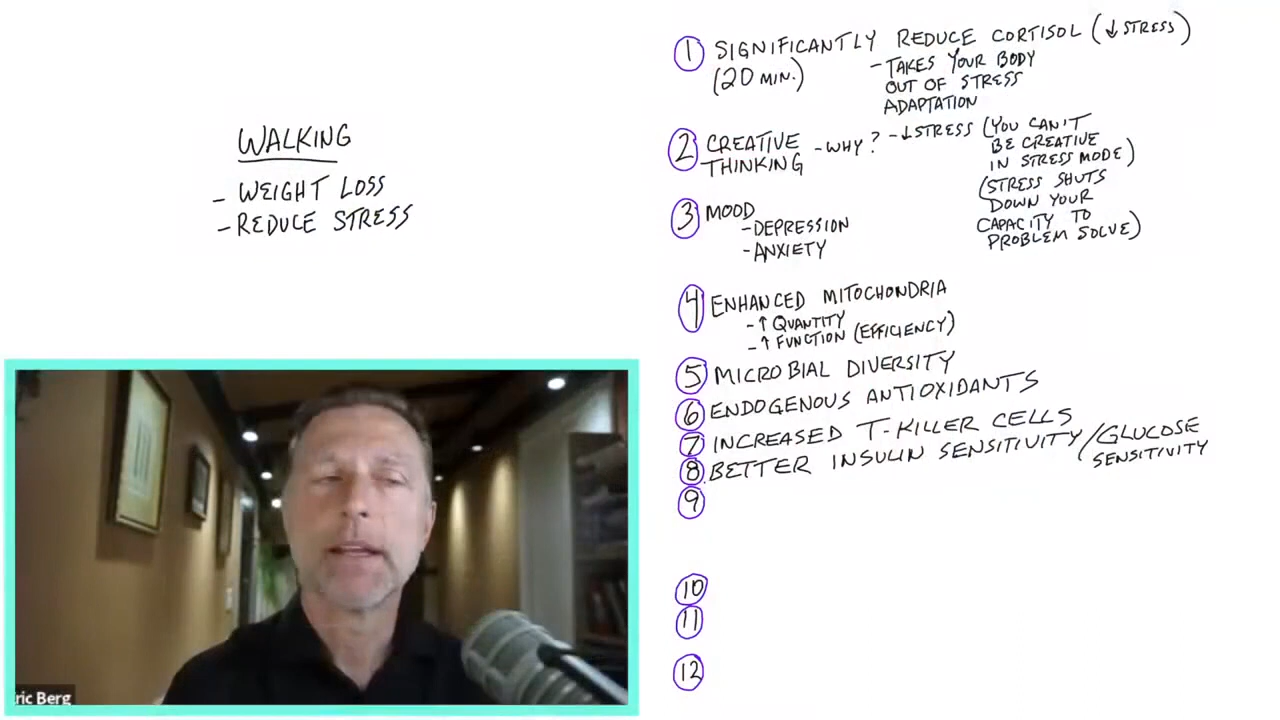 WALKING
- WEIGHT LOSS
- REDUCE STRESS
1 SIGNIFICANTLY REDUCE CORTISOL (↓ STRESS)
(20 MIN.)
- TAKES YOUR BODY
OUT OF STRESS
ADAPTATION
2 CREATIVE
THINKING
- WHY?
- ↓ STRESS (YOU CAN'T
BE CREATIVE
IN STRESS MODE)
(STRESS SHUTS
DOWN YOUR
CAPACITY TO
PROBLEM SOLVE)
3 MOOD
- DEPRESSION
- ANXIETY
4 ENHANCED MITOCHONDRIA
- ↑ QUANTITY
- ↑ FUNCTION (EFFICIENCY)
5 MICROBIAL DIVERSITY
6 ENDOGENOUS ANTIOXIDANTS
7 INCREASED T-KILLER CELLS
8 BETTER INSULIN SENSITIVITY/GLUCOSE
SENSITIVITY
9
10
11
12
ric Berg